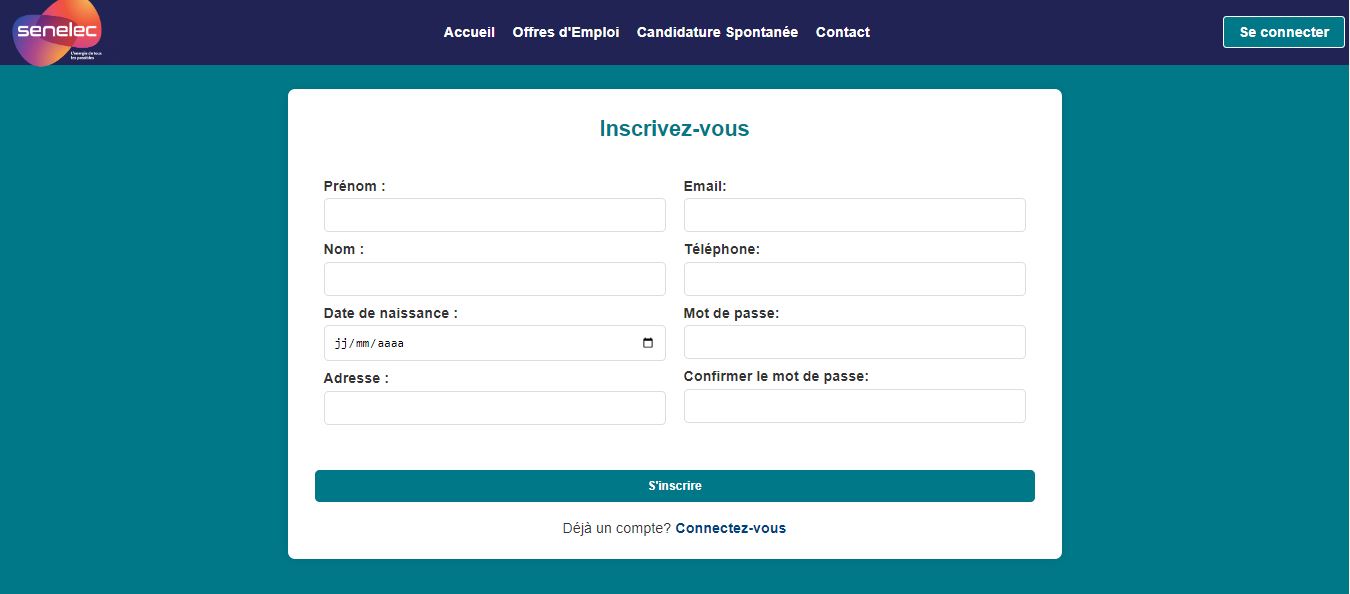 senelec
L'énergie de tous
les possibles
Accueil Offres d'Emploi Candidature Spontanée Contact
Se connecter
Inscrivez-vous
Prénom :
Email:
Nom :
Téléphone:
Date de naissance :
Mot de passe:
jj/mm/aaaa
Adresse :
Confirmer le mot de passe:
S'inscrire
Déjà un compte? Connectez-vous